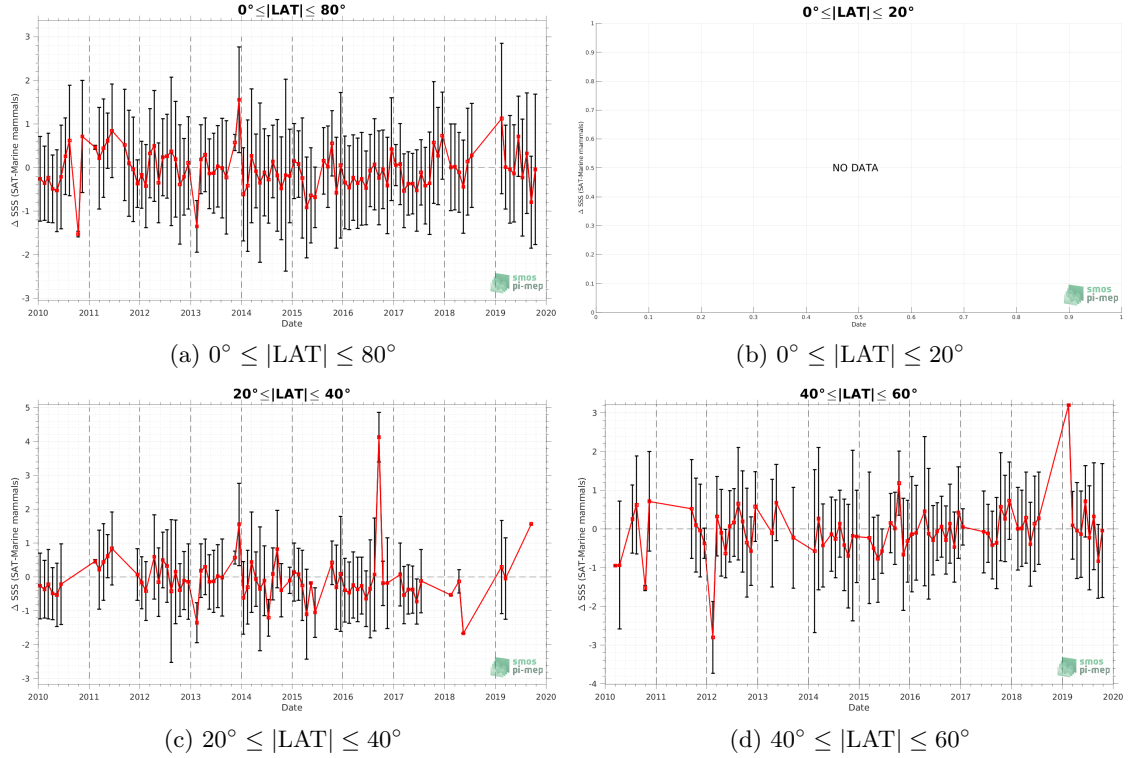 0°≤|LAT|≤ 80°
3
2
1
0
-1
-2
-3
Δ SSS (SAT-Marine mammals)
2010 2011 2012 2013 2014 2015 2016 2017 2018 2019 2020
Date
smos
pi-mep
(a) 0° ≤ |LAT| ≤ 80°
0°≤|LAT|≤ 20°
1
0.9
0.8
0.7
0.6
0.5
0.4
0.3
0.2
0.1
0
Δ SSS (SAT-Marine mammals)
NO DATA
0 0.1 0.2 0.3 0.4 0.5 0.6 0.7 0.8 0.9 1
Date
smos
pi-mep
(b) 0° ≤ |LAT| ≤ 20°
20°≤|LAT|≤ 40°
5
4
3
2
1
0
-1
-2
-3
Δ SSS (SAT-Marine mammals)
2010 2011 2012 2013 2014 2015 2016 2017 2018 2019 2020
Date
smos
pi-mep
(c) 20° ≤ |LAT| ≤ 40°
40°≤|LAT|≤ 60°
3
2
1
0
-1
-2
-3
-4
Δ SSS (SAT-Marine mammals)
2010 2011 2012 2013 2014 2015 2016 2017 2018 2019 2020
Date
smos
pi-mep
(d) 40° ≤ |LAT| ≤ 60°